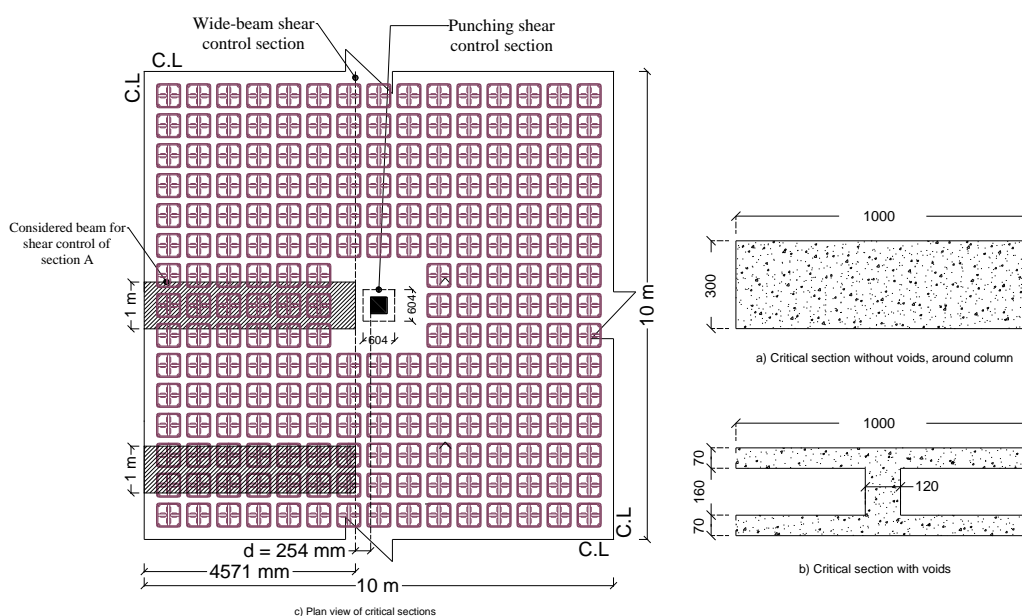 Wide-beam shear
control section
Punching shear
control section
C.L
C.L
Considered beam for
shear control of
section A
1 m
1 m
604
604
10 m
C.L
C.L
d = 254 mm
4571 mm
10 m
c) Plan view of critical sections
1000
300
a) Critical section without voids, around column
1000
70
160
70
120
b) Critical section with voids